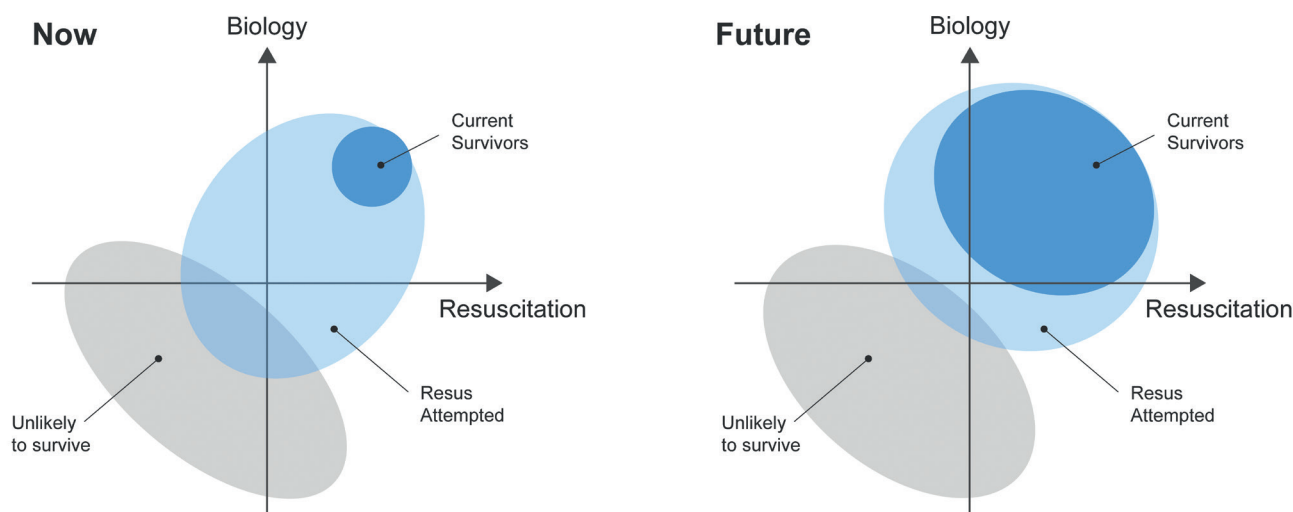 Now
Biology
Current
Survivors
Resuscitation
Resus
Attempted
Unlikely
to survive
Future
Biology
Current
Survivors
Resuscitation
Resus
Attempted
Unlikely
to survive